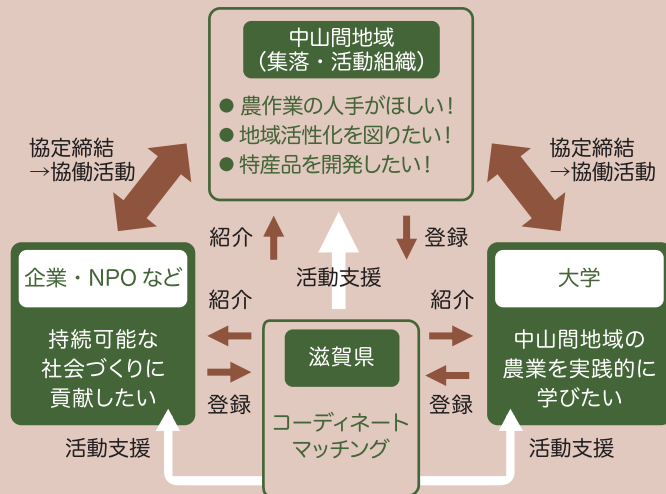 中山間地域
（集落・活動組織）
● 農作業の人手がほしい！
● 地域活性化を図りたい！
● 特産品を開発したい！
協定締結
→協働活動
協定締結
→協働活動
紹介
登録
活動支援
企業・NPO など
持続可能な
社会づくりに
貢献したい
紹介
登録
滋賀県
コーディネート
マッチング
紹介
登録
大学
中山間地域の
農業を実践的に
学びたい
活動支援
活動支援